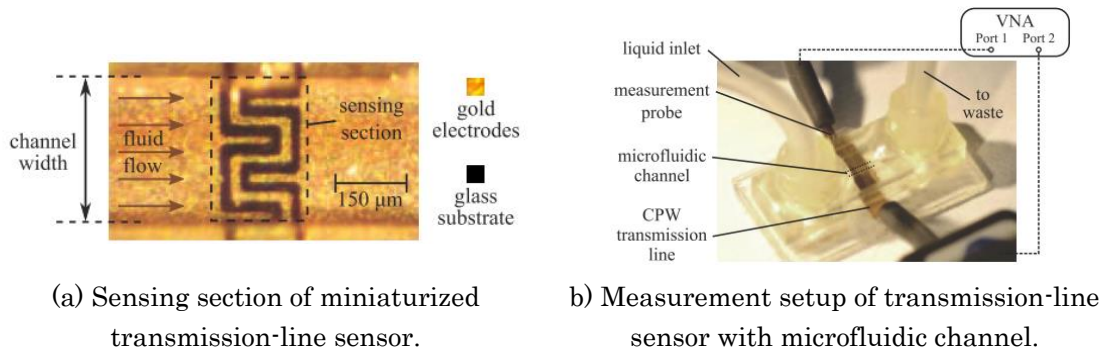 channel
width
fluid
flow
sensing
section
150 μm
gold
electrodes
glass
substrate
VNA
Port 1 Port 2
liquid inlet
measurement
probe
microfluidic
channel
CPW
transmission
line
to
waste
(a) Sensing section of miniaturized
transmission-line sensor.
b) Measurement setup of transmission-line
sensor with microfluidic channel.